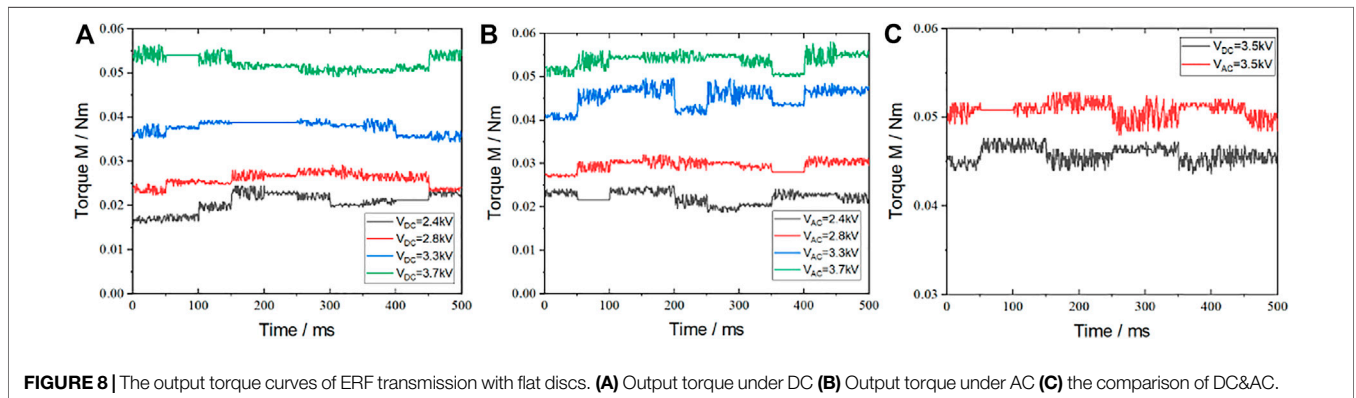 A
Torque M / Nm
0.06
0.05
0.04
0.03
0.02
0.01
0.00
0
100
200
300
400
500
Time / ms
VDC=2.4kV
VDC=2.8kV
VDC=3.3kV
VDC=3.7kV
B
Torque M / Nm
0.06
0.05
0.04
0.03
0.02
0.01
0.00
0
100
200
300
400
500
Time / ms
VAC=2.4kV
VAC=2.8kV
VAC=3.3kV
VAC=3.7kV
C
Torque M / Nm
0.06
0.05
0.04
0.03
0
100
200
300
400
500
Time / ms
VDC=3.5kV
VAC=3.5kV
FIGURE 8 | The output torque curves of ERF transmission with flat discs. (A) Output torque under DC (B) Output torque under AC (C) the comparison of DC&AC.